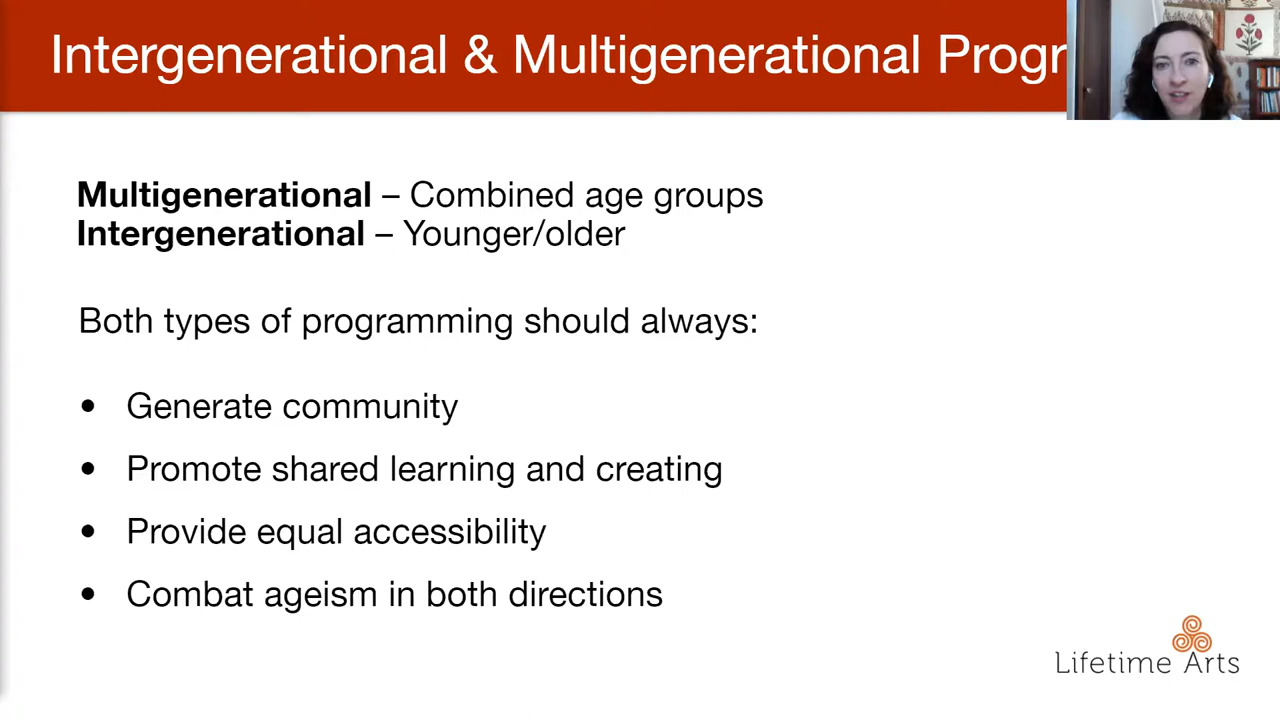 Intergenerational & Multigenerational Progr
Multigenerational – Combined age groups
Intergenerational – Younger/older
Both types of programming should always:
• Generate community
• Promote shared learning and creating
• Provide equal accessibility
• Combat ageism in both directions
Lifetime Arts